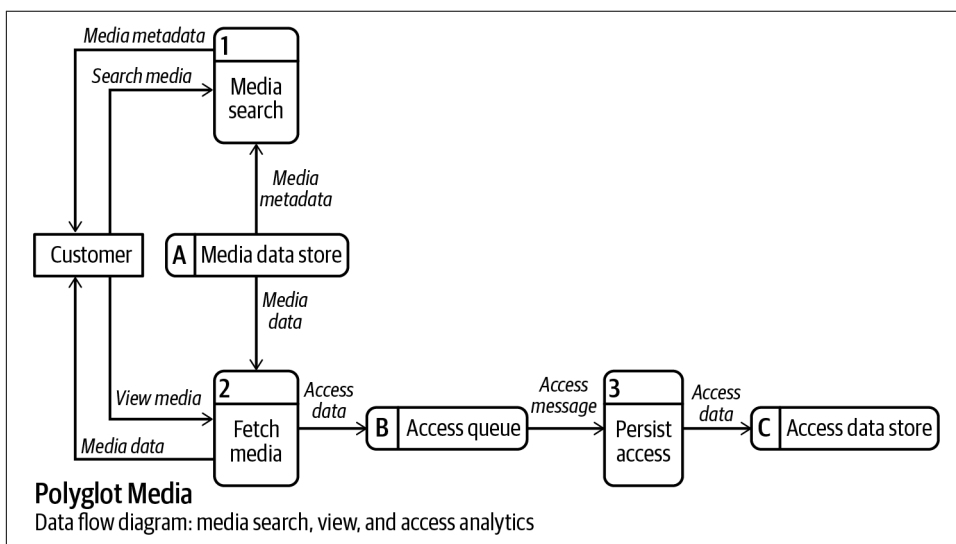 Media metadata
1
Search media
Media
search
Media
metadata
Customer
A Media data store
Media
data
View media
2
Fetch
media
Media data
Access
data
B Access queue
Access
message
3
Persist
access
Access
data
C Access data store
Polyglot Media
Data flow diagram: media search, view, and access analytics